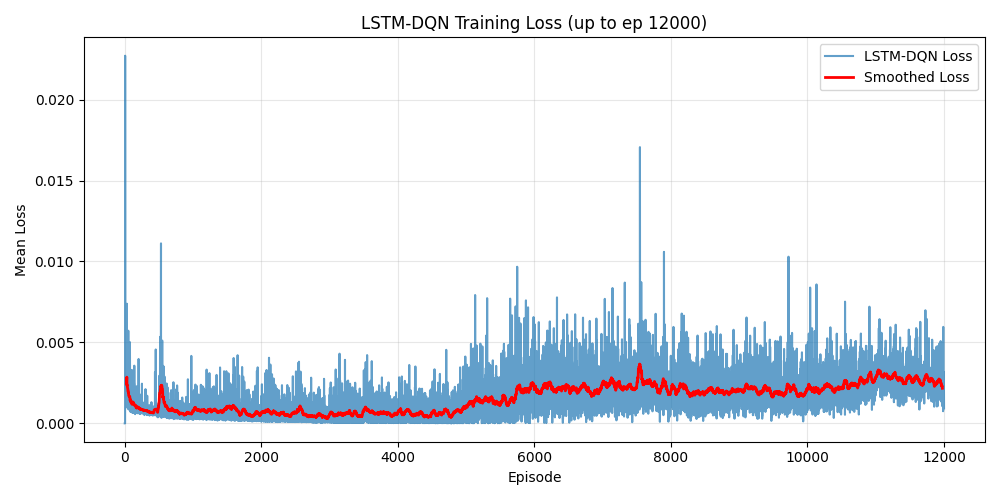 LSTM-DQN Training Loss (up to ep 12000)
LSTM-DQN Loss
Smoothed Loss
Mean Loss
0.020
0.015
0.010
0.005
0.000
0 2000 4000 6000 8000 10000 12000
Episode